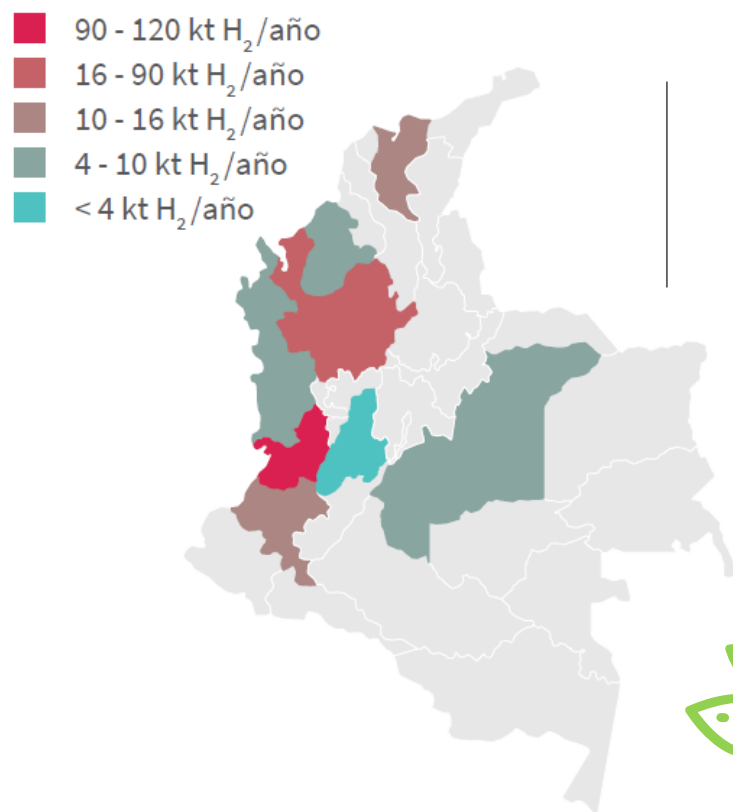 90 - 120 kt H₂/año
16 - 90 kt H₂/año
10 - 16 kt H₂/año
4 - 10 kt H₂/año
< 4 kt H₂/año